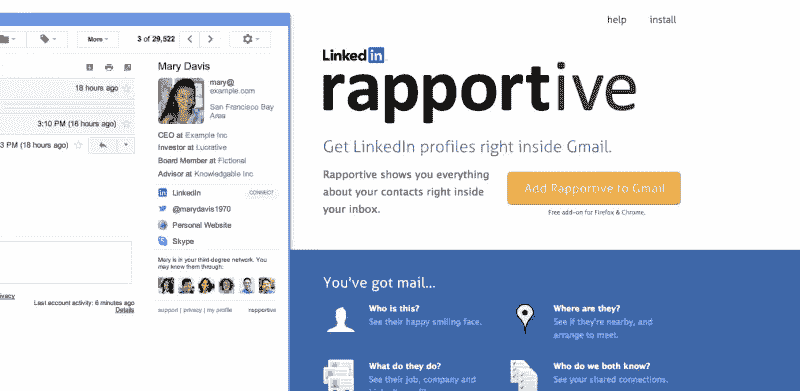 help install
More 3 of 29,522
18 hours ago
3:10 PM (16 hours ago)
3 PM (18 hours ago)
Mary Davis
mary@
example.com
San Francisco Bay
Area
CEO at Example Inc
Investor at Lucrative
Board Member at Fictional
Advisor at Knowledgable Inc
LinkedIn CONNECT
@marydavis1970
Personal Website
Skype
Mary is in your third degree network. You
may know them through:
support | privacy | my profile rapportive
ivacy
Last account activity: 6 minutes ago
Details
Linked in
rapportive
Get LinkedIn profiles right inside Gmail.
Rapportive shows you everything
about your contacts right inside
your inbox.
Add Rapportive to Gmail
Free add-on for Firefox & Chrome.
You've got mail...
Who is this?
See their happy smiling face.
Where are they?
See if they're nearby, and
arrange to meet.
What do they do?
See their job, company and
Who do we both know?
See your shared connections.